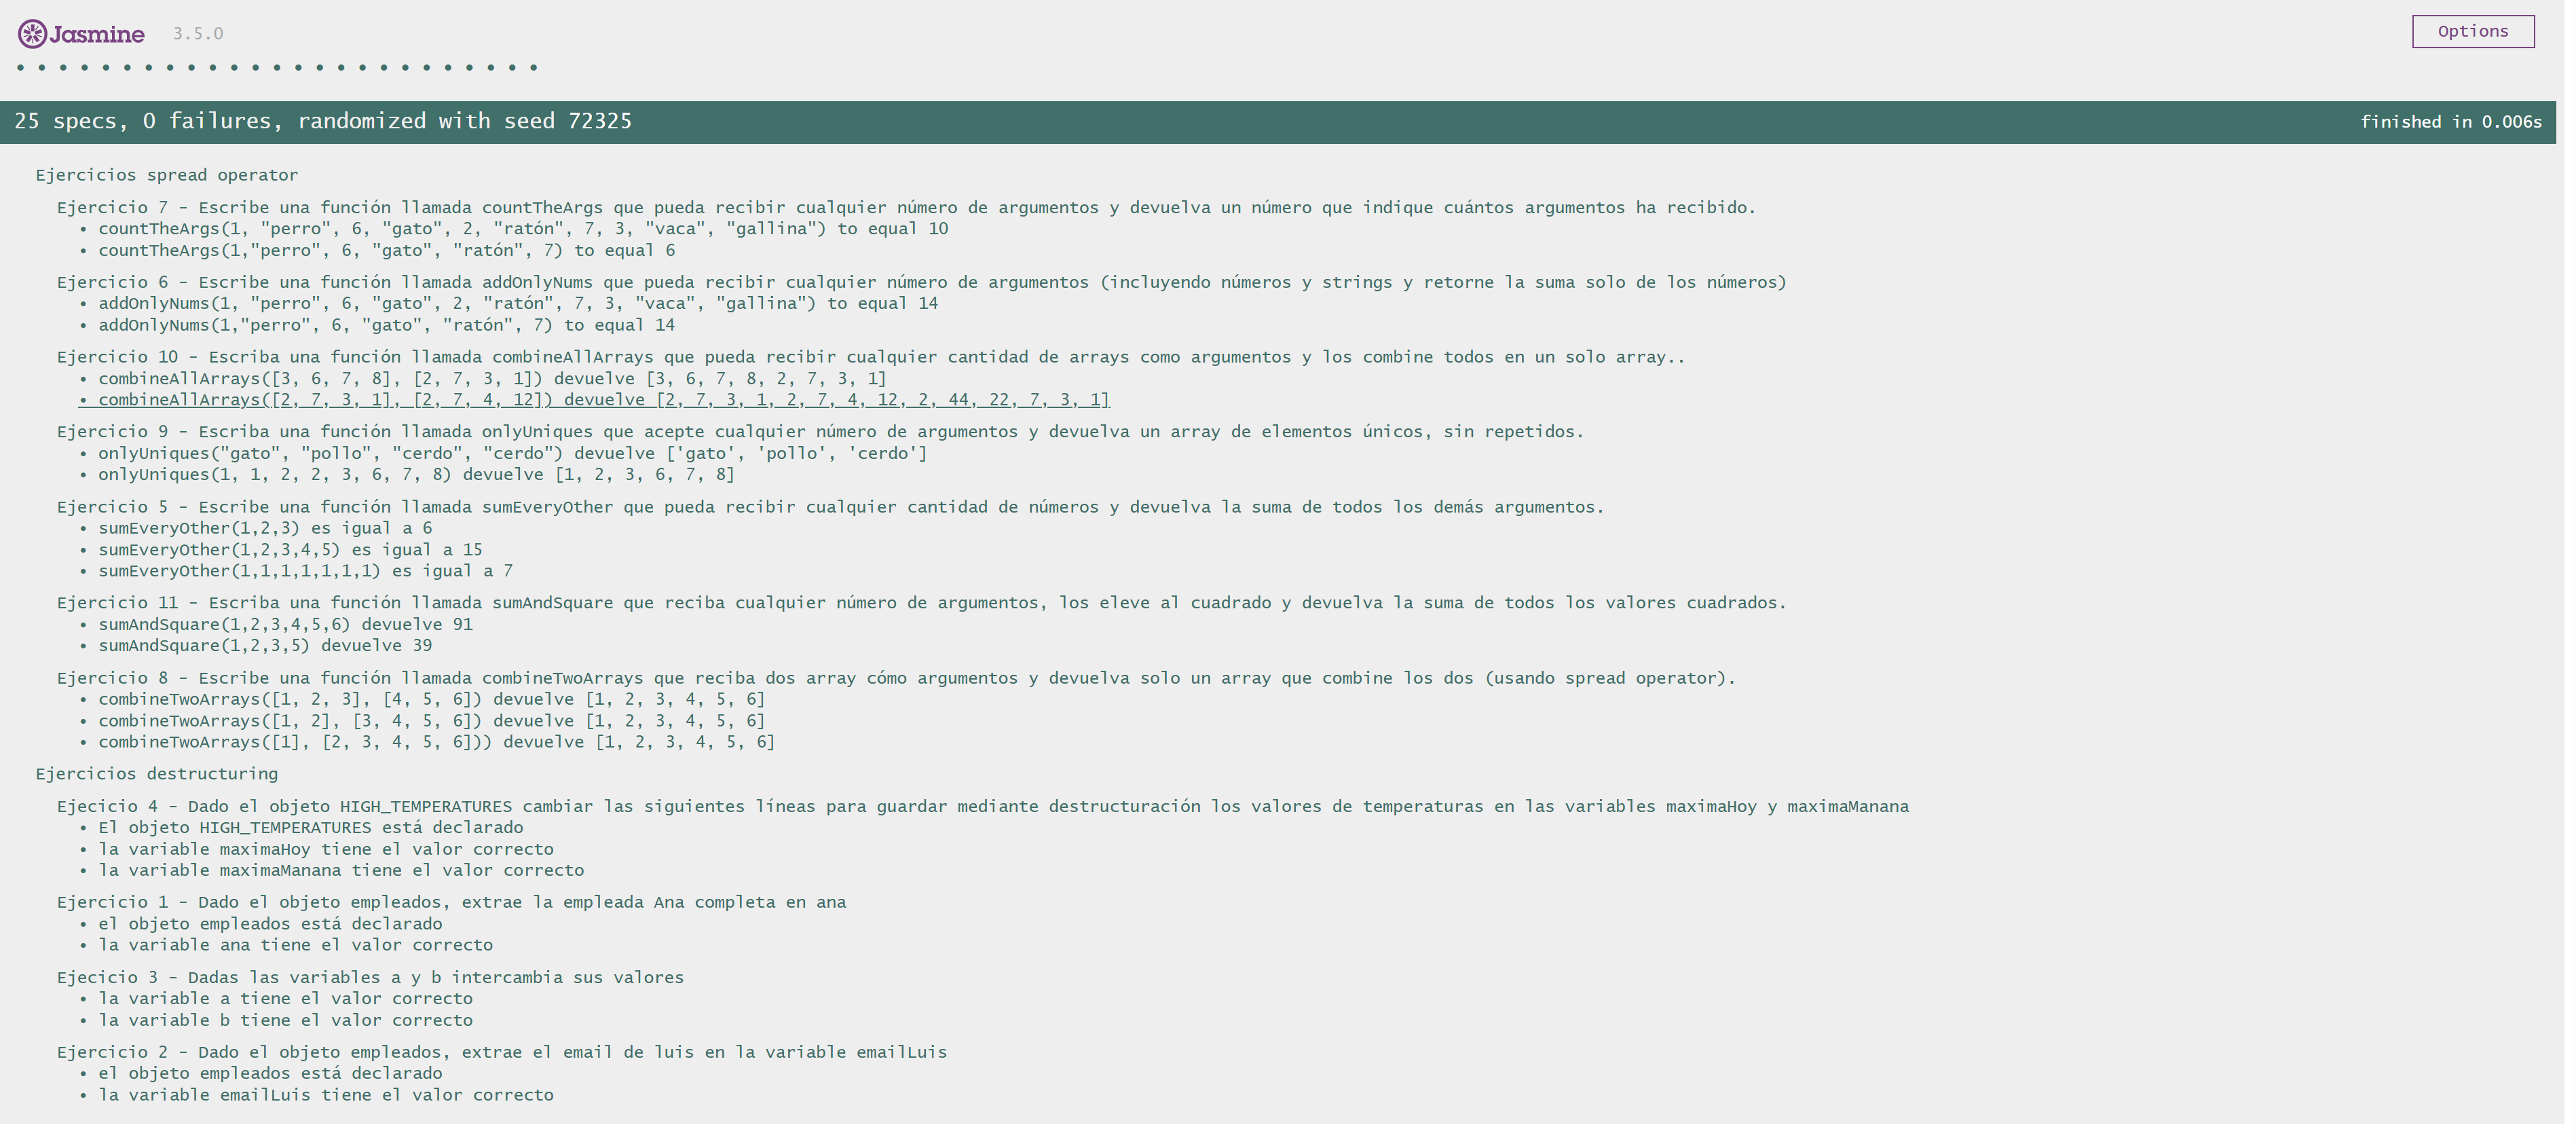 Jasmine 3.5.0 Options
• • • • • • • • • • • • • • • • • • • • • • • • •
25 specs, 0 failures, randomized with seed 72325 finished in 0.006s
Ejercicios spread operator
Ejercicio 7 - Escribe una función llamada countTheArgs que pueda recibir cualquier número de argumentos y devuelva un número que indique cuántos argumentos ha recibido.
• countTheArgs(1, "perro", 6, "gato", 2, "ratón", 7, 3, "vaca", "gallina") to equal 10
• countTheArgs(1,"perro", 6, "gato", "ratón", 7) to equal 6
Ejercicio 6 - Escribe una función llamada addOnlyNums que pueda recibir cualquier número de argumentos (incluyendo números y strings y retorne la suma solo de los números)
• addOnlyNums(1, "perro", 6, "gato", 2, "ratón", 7, 3, "vaca", "gallina") to equal 14
• addOnlyNums(1,"perro", 6, "gato", "ratón", 7) to equal 14
Ejercicio 10 - Escriba una función llamada combineAllArrays que pueda recibir cualquier cantidad de arrays como argumentos y los combine todos en un solo array..
• combineAllArrays([3, 6, 7, 8], [2, 7, 3, 1]) devuelve [3, 6, 7, 8, 2, 7, 3, 1]
• combineAllArrays([2, 7, 3, 1], [2, 7, 4, 12]) devuelve [2, 7, 3, 1, 2, 7, 4, 12, 2, 44, 22, 7, 3, 1]
Ejercicio 9 - Escriba una función llamada onlyUniques que acepte cualquier número de argumentos y devuelva un array de elementos únicos, sin repetidos.
• onlyUniques("gato", "pollo", "cerdo", "cerdo") devuelve ['gato', 'pollo', 'cerdo']
• onlyUniques(1, 1, 2, 2, 3, 6, 7, 8) devuelve [1, 2, 3, 6, 7, 8]
Ejercicio 5 - Escribe una función llamada sumEveryOther que pueda recibir cualquier cantidad de números y devuelva la suma de todos los demás argumentos.
• sumEveryOther(1,2,3) es igual a 6
• sumEveryOther(1,2,3,4,5) es igual a 15
• sumEveryOther(1,1,1,1,1,1,1) es igual a 7
Ejercicio 11 - Escriba una función llamada sumAndSquare que reciba cualquier número de argumentos, los eleve al cuadrado y devuelva la suma de todos los valores cuadrados.
• sumAndSquare(1,2,3,4,5,6) devuelve 91
• sumAndSquare(1,2,3,5) devuelve 39
Ejercicio 8 - Escribe una función llamada combineTwoArrays que reciba dos array cómo argumentos y devuelva solo un array que combine los dos (usando spread operator).
• combineTwoArrays([1, 2, 3], [4, 5, 6]) devuelve [1, 2, 3, 4, 5, 6]
• combineTwoArrays([1, 2], [3, 4, 5, 6]) devuelve [1, 2, 3, 4, 5, 6]
• combineTwoArrays([1], [2, 3, 4, 5, 6])) devuelve [1, 2, 3, 4, 5, 6]
Ejercicios destructuring
Ejecicio 4 - Dado el objeto HIGH_TEMPERATURES cambiar las siguientes líneas para guardar mediante destructuración los valores de temperaturas en las variables maximaHoy y maximaManana
• El objeto HIGH_TEMPERATURES está declarado
• la variable maximaHoy tiene el valor correcto
• la variable maximaManana tiene el valor correcto
Ejercicio 1 - Dado el objeto empleados, extrae la empleada Ana completa en ana
• el objeto empleados está declarado
• la variable ana tiene el valor correcto
Ejecicio 3 - Dadas las variables a y b intercambia sus valores
• la variable a tiene el valor correcto
• la variable b tiene el valor correcto
Ejercicio 2 - Dado el objeto empleados, extrae el email de luis en la variable emailLuis
• el objeto empleados está declarado
• la variable emailLuis tiene el valor correcto